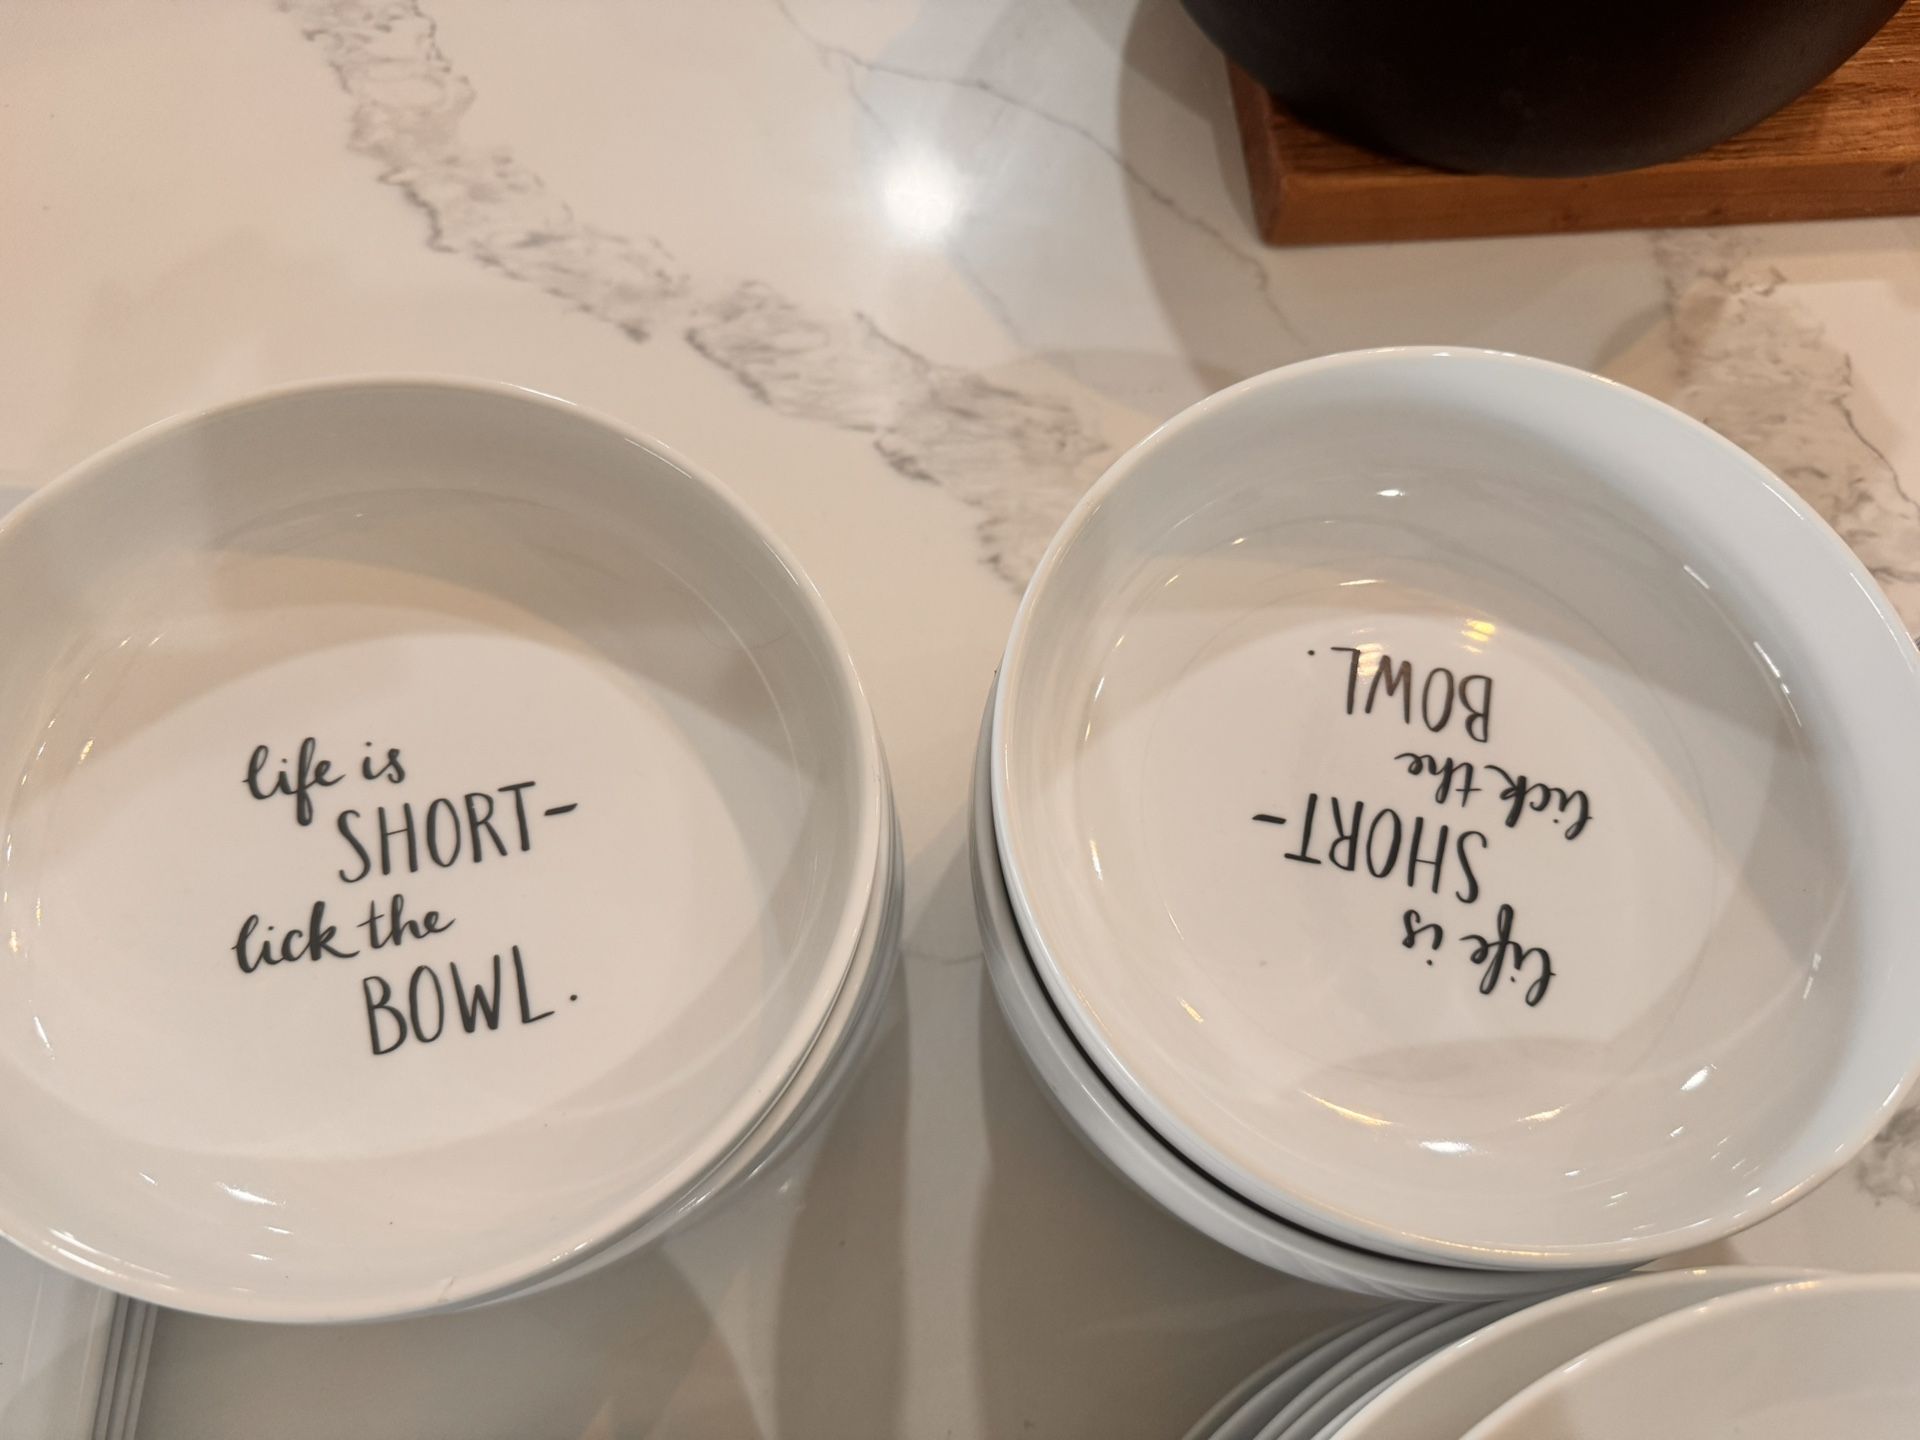 life is
SHORT-
lick the
BOWL.
life is
SHORT-
lick the
BOWL.